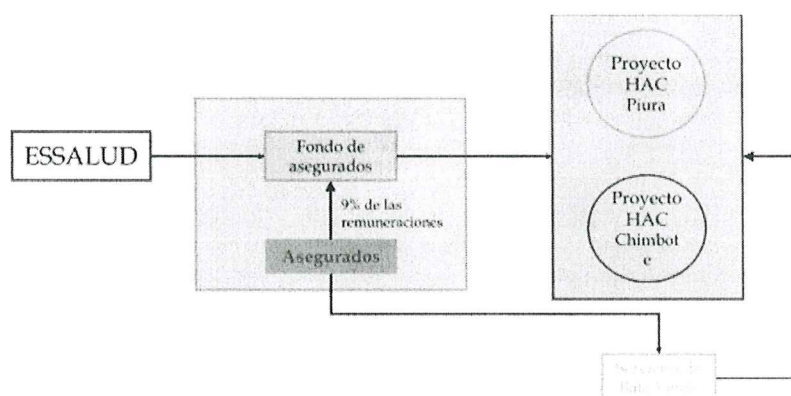 Proyecto
HAC
Piura
ESSALUD
Fondo de
asegurados
9% de las
remuneraciones
Proyecto
HAC
Chimbot
e
Asegurados